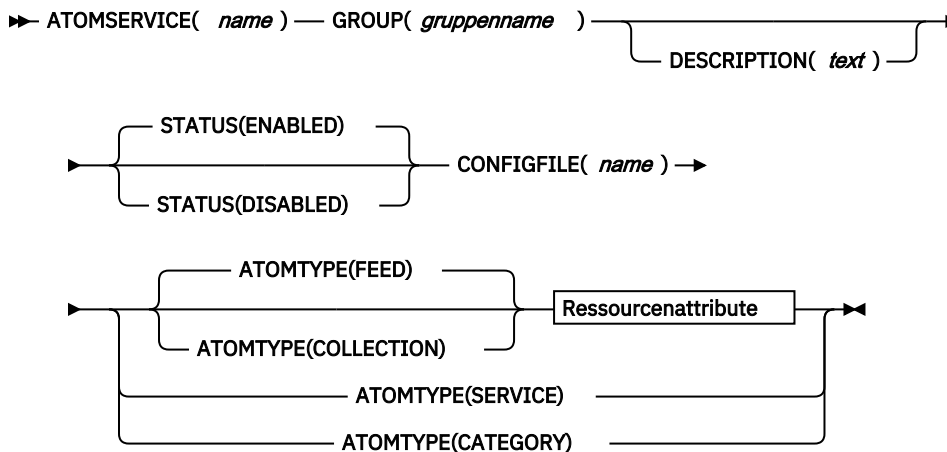 ATOMSERVICE( name ) GROUP( gruppenname )
DESCRIPTION( text )
STATUS(ENABLED)
CONFIGFILE( name )
STATUS(DISABLED)
ATOMTYPE(FEED)
Ressourcenattribute
ATOMTYPE(COLLECTION)
ATOMTYPE(SERVICE)
ATOMTYPE(CATEGORY)